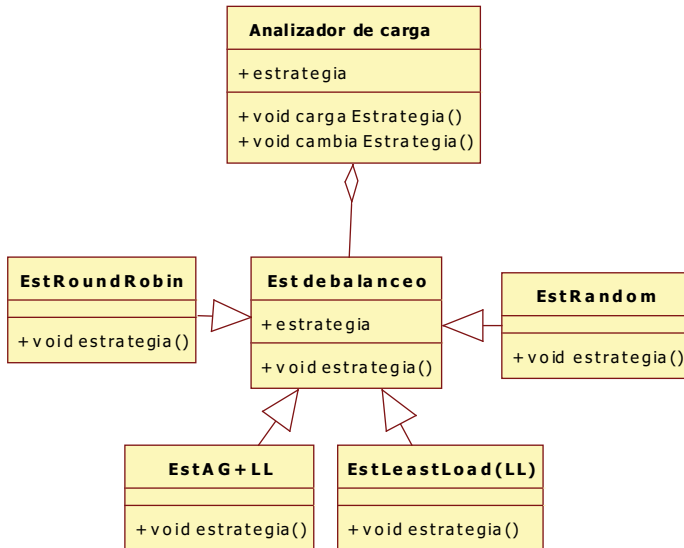 Analizador de carga
+ estrategia
+ void carga Estrategia()
+ void cambia Estrategia()
EstRoundRobin
+ void estrategia()
Est debalanceo
+ estrategia
+ void estrategia()
EstRandom
+ void estrategia()
EstAG+LL
+ void estrategia()
EstLeastLoad(LL)
+ void estrategia()